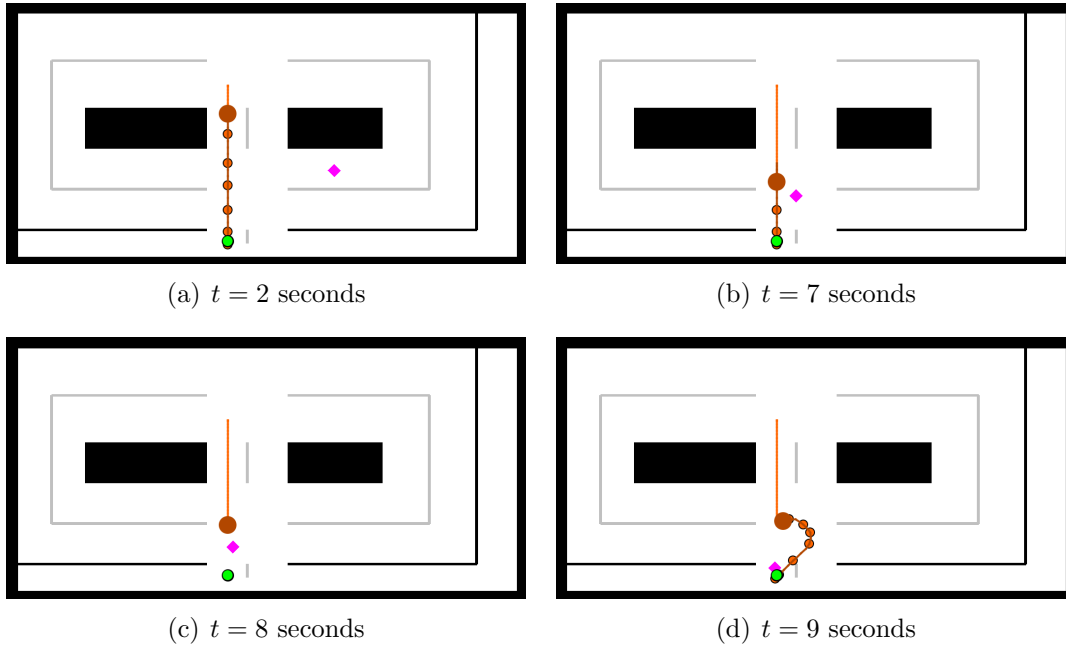 (a) t = 2 seconds
(b) t = 7 seconds
(c) t = 8 seconds
(d) t = 9 seconds